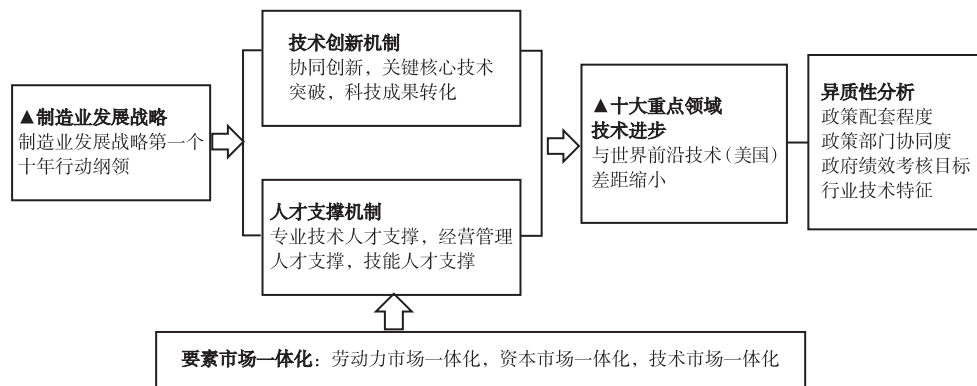 ▲制造业发展战略
制造业发展战略第一个
十年行动纲领
技术创新机制
协同创新，关键核心技术
突破，科技成果转化
人才支撑机制
专业技术人才支撑，经营管理
人才支撑，技能人才支撑
▲十大重点领域
技术进步
与世界前沿技术（美国）
差距缩小
异质性分析
政策配套程度
政策部门协同度
政府绩效考核目标
行业技术特征
要素市场一体化：劳动力市场一体化，资本市场一体化，技术市场一体化